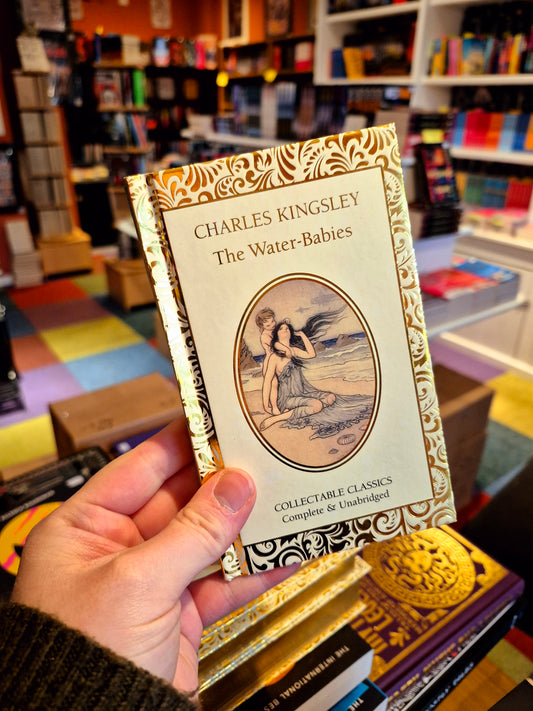 CHARLES KINGSLEY
The Water-Babies
COLLECTABLE CLASSICS
Complete & Unabridged
THE INTERNATIONAL